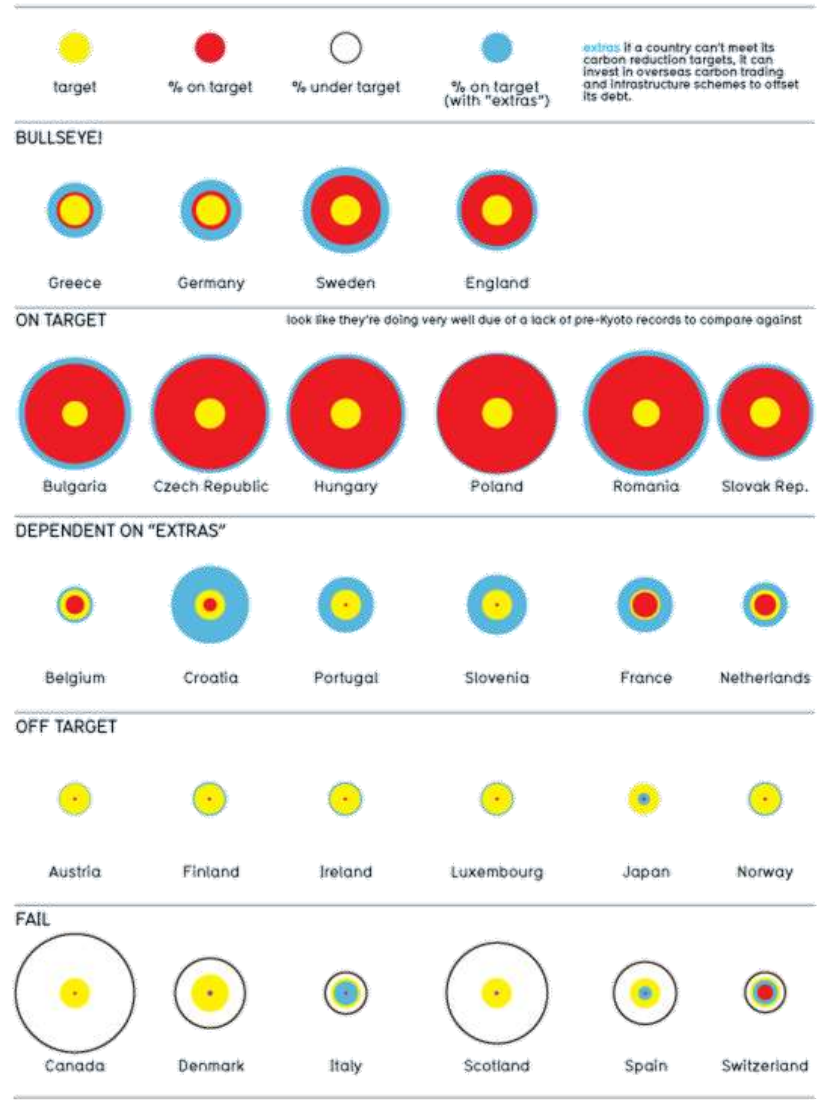 target
% on target
% under target
% on target
(with "extras")
extras if a country can't meet its
carbon reduction targets, it can
invest in overseas carbon trading
and infrastructure schemes to offset
its debt.
BULLSEYE!
Greece
Germany
Sweden
England
ON TARGET
look like they're doing very well due of a lack of pre-Kyoto records to compare against
Bulgaria
Czech Republic
Hungary
Poland
Romania
Slovak Rep.
DEPENDENT ON "EXTRAS"
Belgium
Croatia
Portugal
Slovenia
France
Netherlands
OFF TARGET
Austria
Finland
Ireland
Luxembourg
Japan
Norway
FAIL
Canada
Denmark
Italy
Scotland
Spain
Switzerland